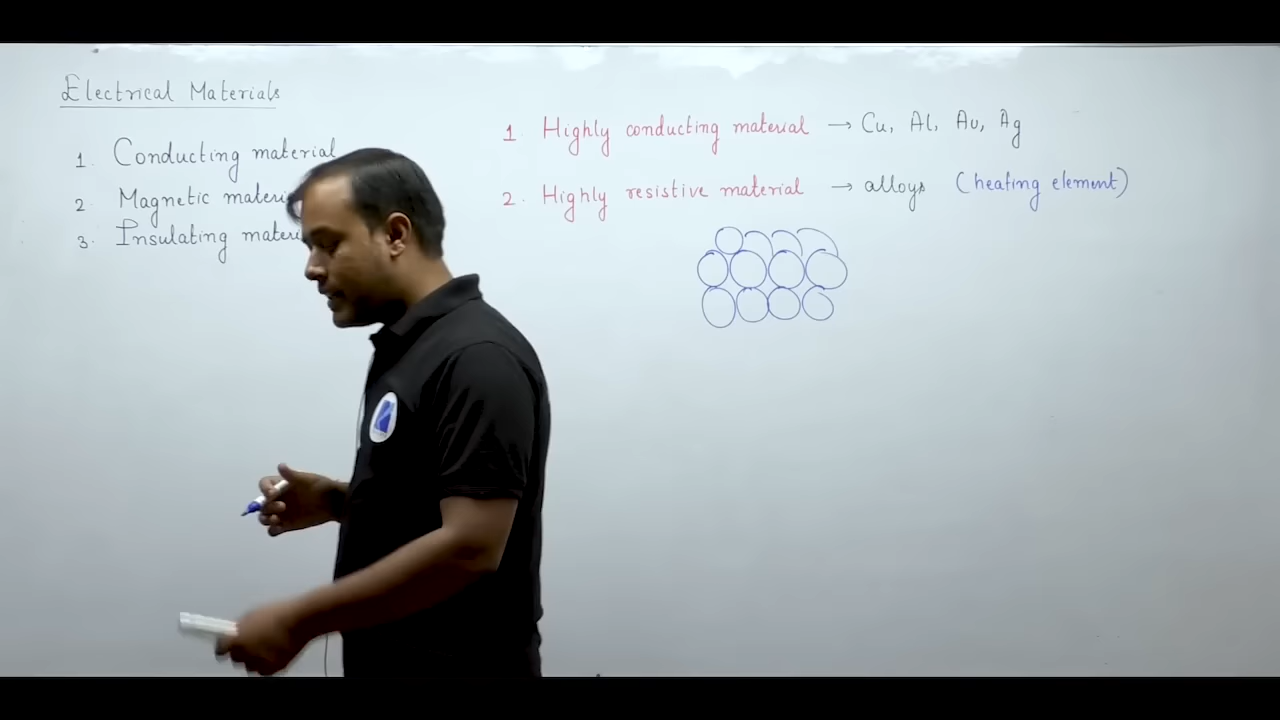 Electrical Materials
1. Conducting material
2. Magnetic
3. Insulating
1. Highly conducting material → Cu, Al, Au, Ag
2. Highly resistive material → alloys (heating element)